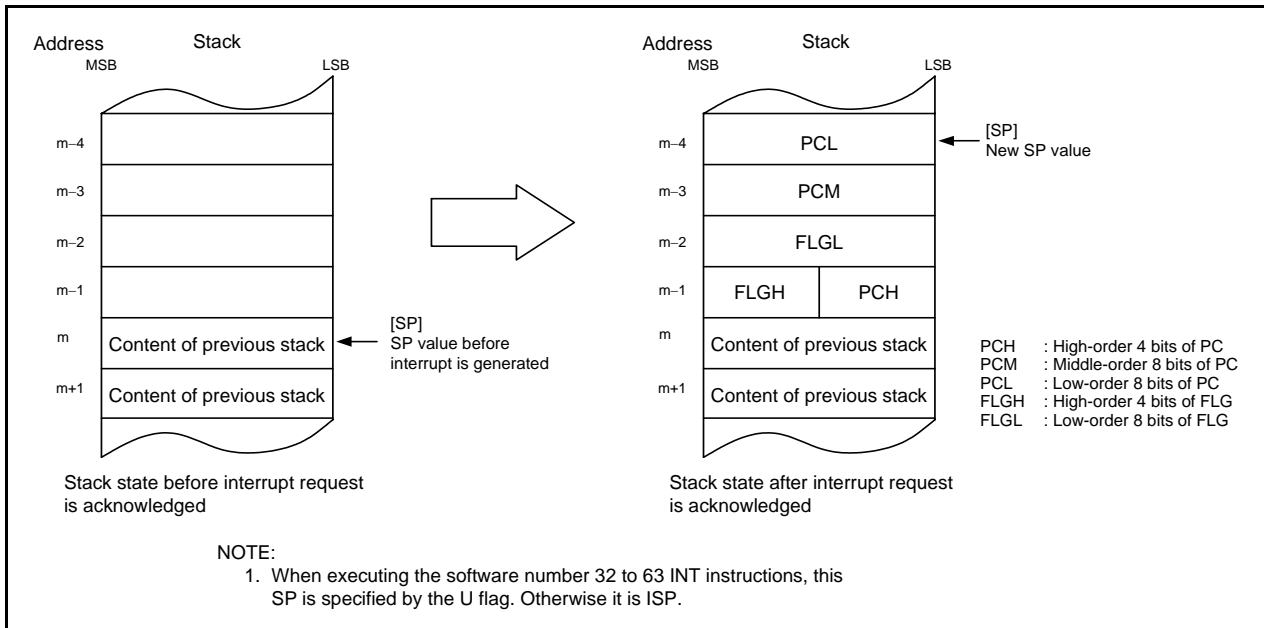 Address
Stack
MSB
LSB
m–4
m–3
m–2
m–1
m
Content of previous stack
m+1
Content of previous stack
[SP]
SP value before
interrupt is generated
Stack state before interrupt request
is acknowledged
Address
Stack
MSB
LSB
m–4
PCL
[SP]
New SP value
m–3
PCM
m–2
FLGL
m–1
FLGH
PCH
m
Content of previous stack
m+1
Content of previous stack
PCH : High-order 4 bits of PC
PCM : Middle-order 8 bits of PC
PCL : Low-order 8 bits of PC
FLGH : High-order 4 bits of FLG
FLGL : Low-order 8 bits of FLG
Stack state after interrupt request
is acknowledged
NOTE:
1. When executing the software number 32 to 63 INT instructions, this
SP is specified by the U flag. Otherwise it is ISP.